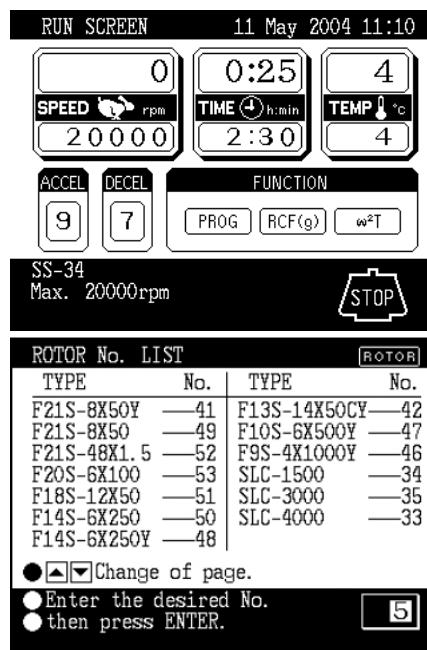 RUN SCREEN 11 May 2004 11:10
0 0:25 4
SPEED rpm TIME h:min TEMP °C
20000 2:30 4
ACCEL DECEL FUNCTION
9 7 PROG RCF(g) ω²T
SS-34
Max. 20000rpm
STOP
ROTOR No. LIST ROTOR
TYPE No. TYPE No.
F21S-8X50Y —41 F13S-14X50CY—42
F21S-8X50 —49 F10S-6X500Y —47
F21S-48X1.5 —52 F9S-4X1000Y —46
F20S-6X100 —53 SLC-1500 —34
F18S-12X50 —51 SLC-3000 —35
F14S-6X250 —50 SLC-4000 —33
F14S-6X250Y —48
●▲▼Change of page.
Enter the desired No.
then press ENTER.
5